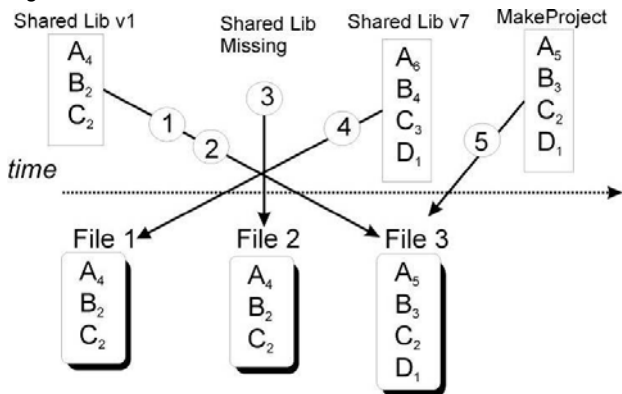 Shared Lib v1
A₄
B₂
C₂
Shared Lib
Missing
Shared Lib v7
A₆
B₄
C₃
D₁
MakeProject
A₅
B₃
C₂
D₁
1
2
3
4
5
time
File 1
A₄
B₂
C₂
File 2
A₄
B₂
C₂
File 3
A₅
B₃
C₂
D₁